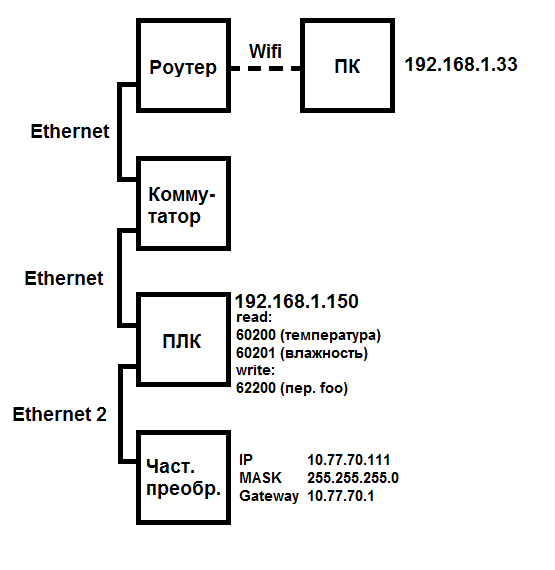 Роутер
Wifi
ПК
192.168.1.33
Ethernet
Комму-
татор
Ethernet
ПЛК
192.168.1.150
read:
60200 (температура)
60201 (влажность)
write:
62200 (пер. foo)
Ethernet 2
Част.
преобр.
IP 10.77.70.111
MASK 255.255.255.0
Gateway 10.77.70.1